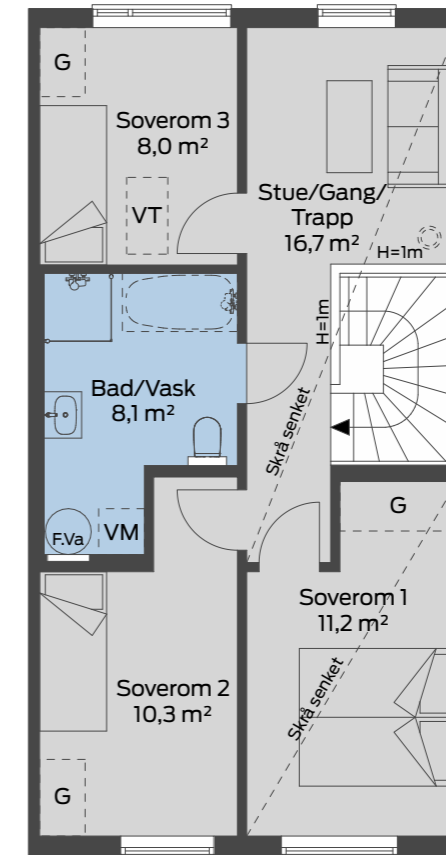 G
Soverom 3
8,0 m²
VT
Stue/Gang/
Trapp
16,7 m²
H=1m
H=1m
Bad/Vask
8,1 m²
Skrå senket
F.Va
VM
G
Soverom 1
11,2 m²
Soverom 2
10,3 m²
Skrå senket
G